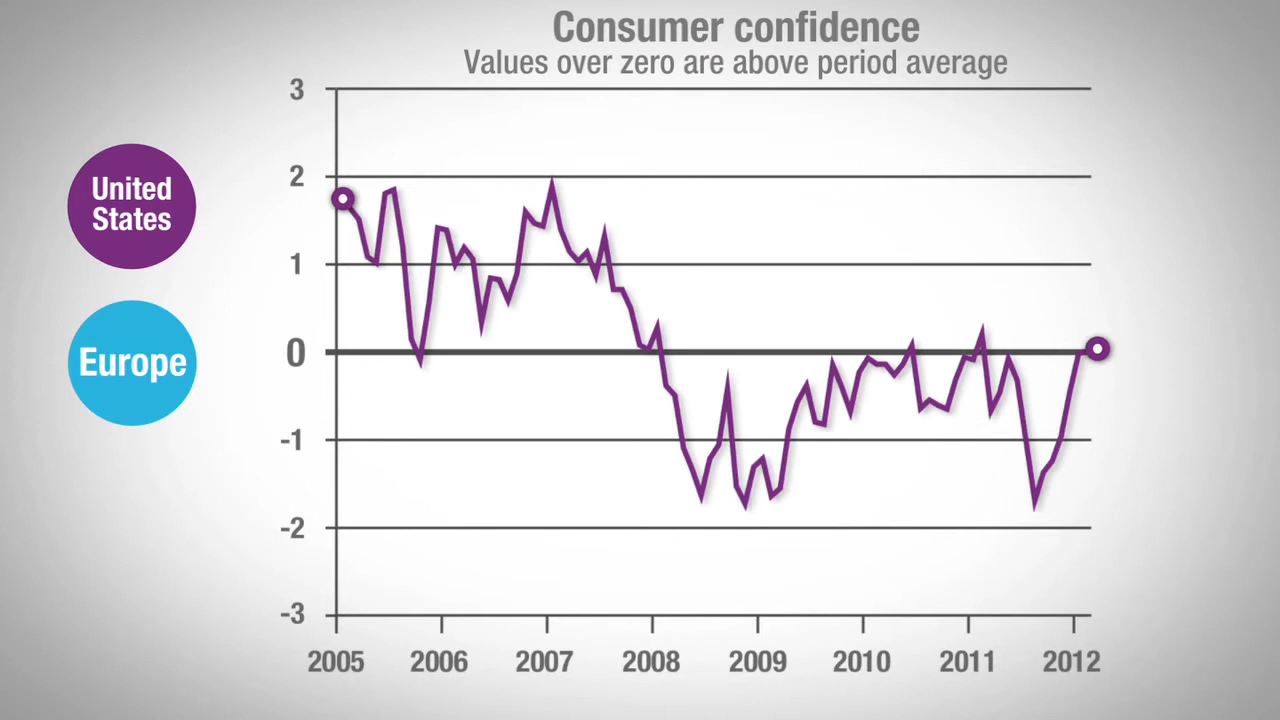 Consumer confidence
Values over zero are above period average
United
States
Europe
3
2
1
0
-1
-2
-3
2005 2006 2007 2008 2009 2010 2011 2012